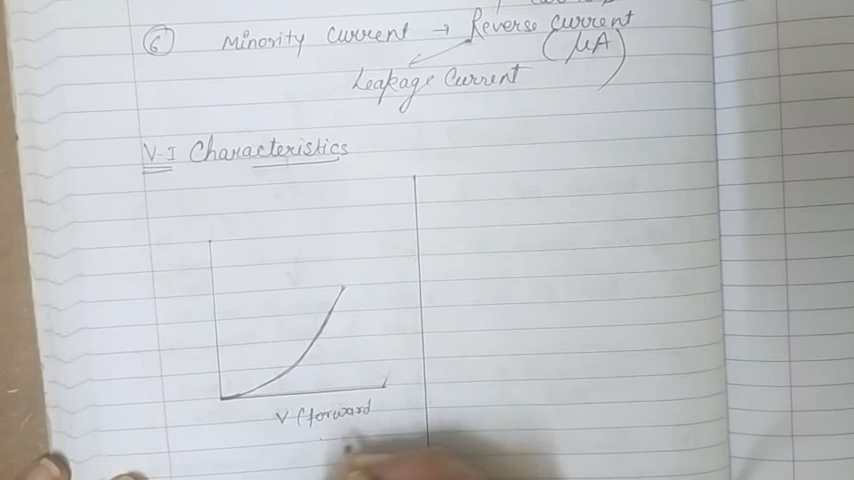 6 Minority current → Reverse current
(μA)
Leakage Current
V-I Characteristics
V (forward